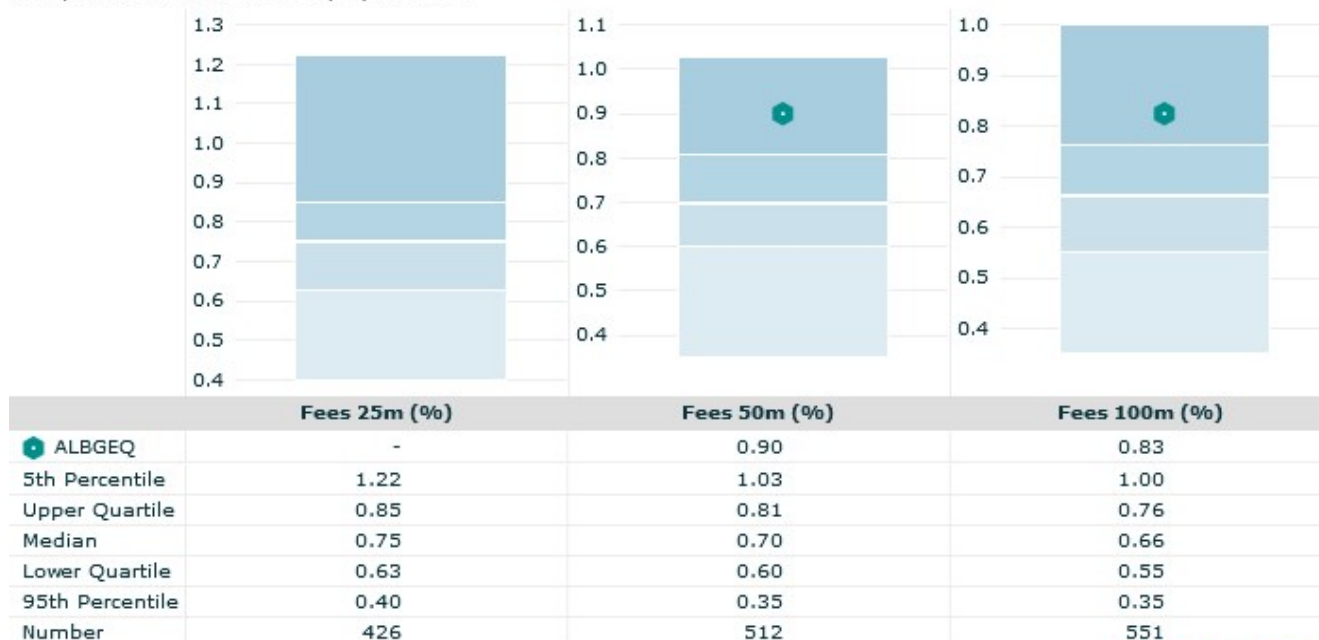 1.3 1.1 1.0
1.2 1.0 0.9
1.1 0.9 0.8
1.0 0.8 0.7
0.9 0.7 0.6
0.8 0.6 0.5
0.7 0.5 0.4
0.6 0.4
0.5
0.4
Fees 25m (%) Fees 50m (%) Fees 100m (%)
ALBGEQ - 0.90 0.83
5th Percentile 1.22 1.03 1.00
Upper Quartile 0.85 0.81 0.76
Median 0.75 0.70 0.66
Lower Quartile 0.63 0.60 0.55
95th Percentile 0.40 0.35 0.35
Number 426 512 551